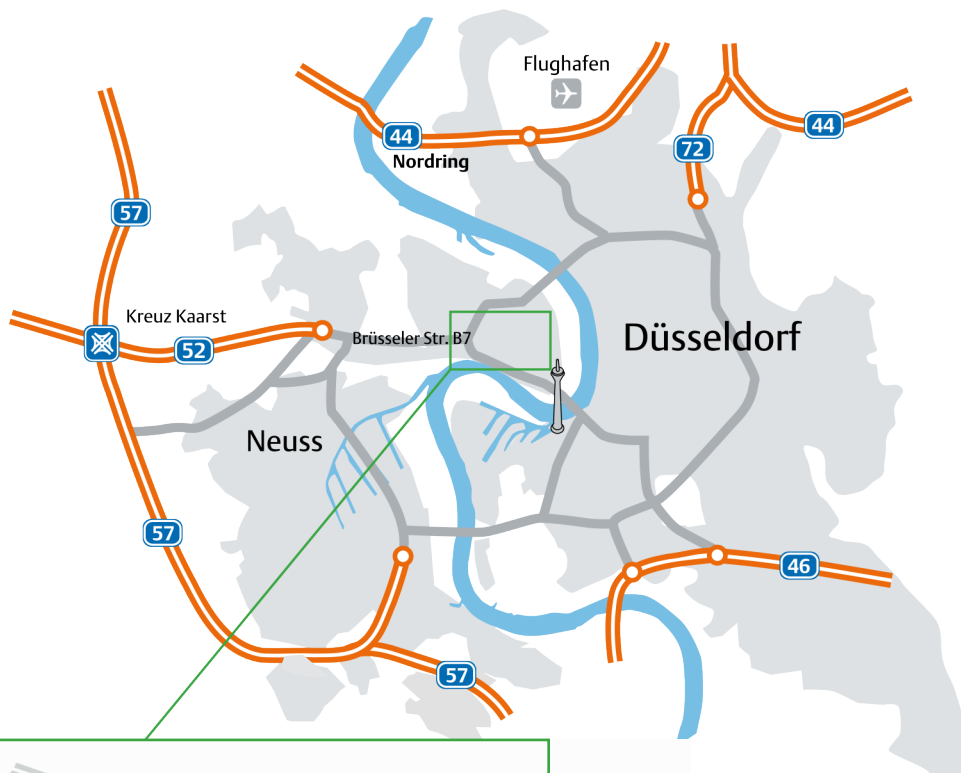 Flughafen
44
Nordring
44
72
57
Kreuz Kaarst
52
Brüsseler Str. B7
Düsseldorf
Neuss
57
46
57